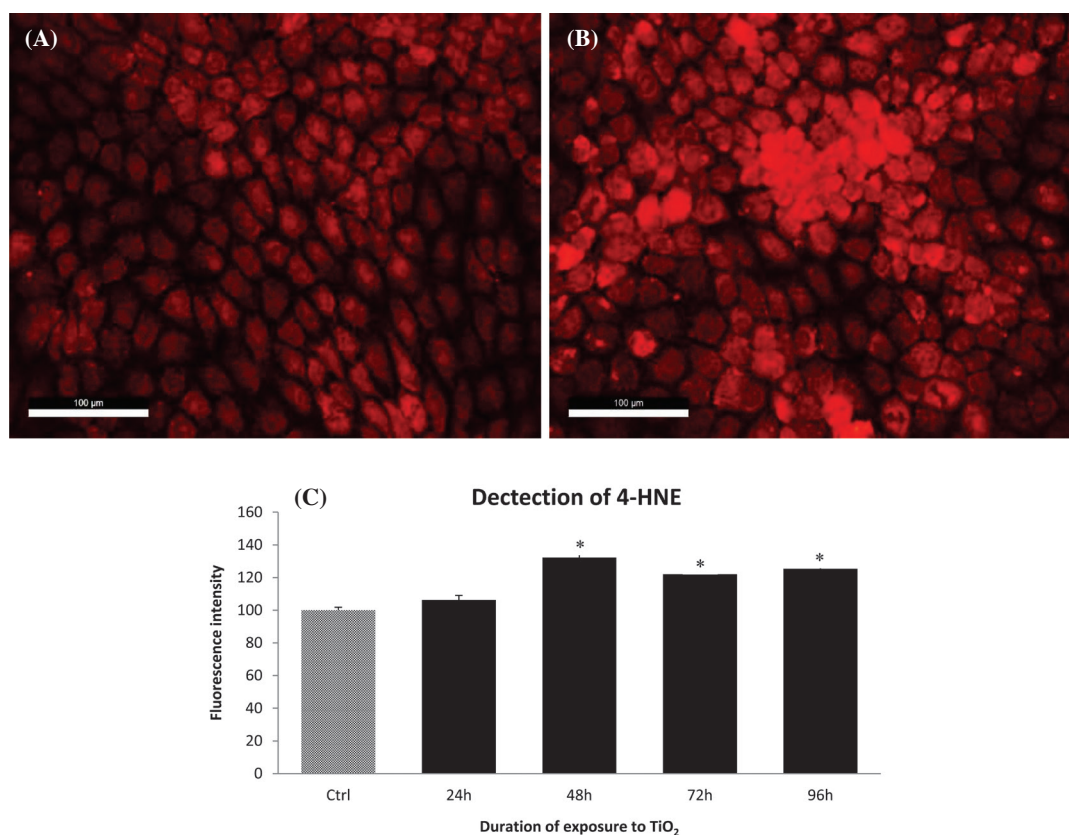 (A)
(B)
100 µm
100 µm
(C)
Dectection of 4-HNE
160
140
120
100
80
60
40
20
0
Fluorescence intensity
*
*
*
Ctrl
24h
48h
72h
96h
Duration of exposure to TiO₂